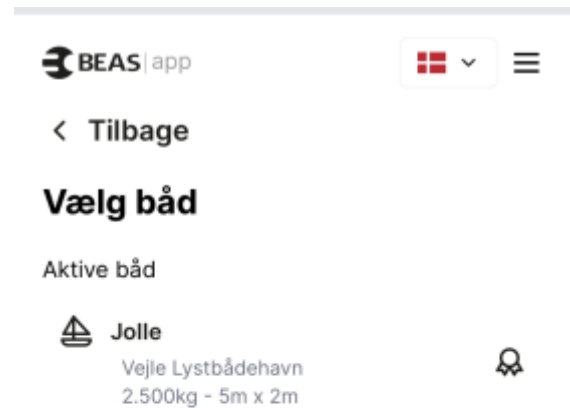 BEAS|app
Tilbage
Vælg båd
Aktive båd
Jolle
Vejle Lystbådehavn
2.500kg - 5m x 2m